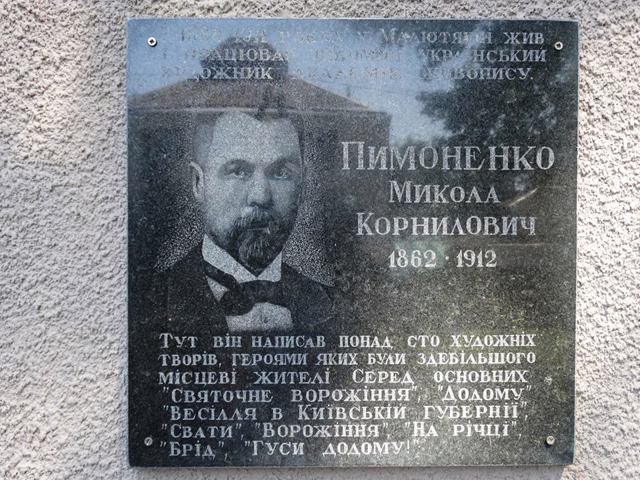 у Малютянці жив
і працював відомий український
художник академік живопису.
Пимоненко
Микола
Корнилович
1862 · 1912
Тут він написав понад сто художніх
творів, героями яких були здебільшого
місцеві жителі Серед основних
"Святочне ворожіння", "Додому"
"Весілля в Київській губернії",
"Свати", "Ворожіння", "На річці",
"Брід", "Гуси додому!"